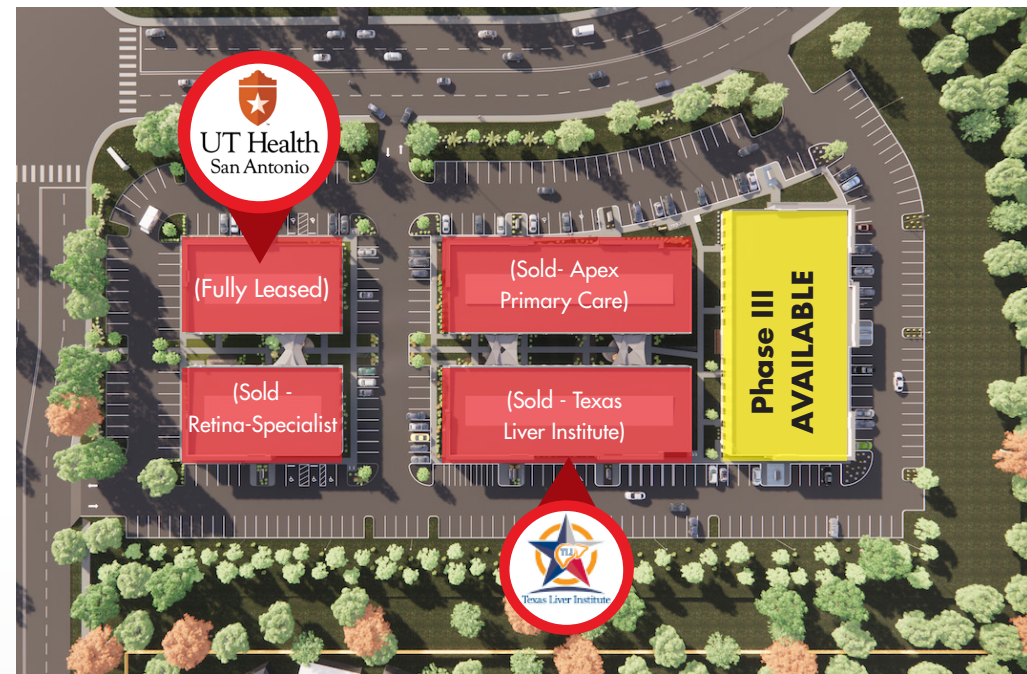 UT Health
San Antonio
(Fully Leased)
(Sold- Apex
Primary Care)
Phase III
AVAILABLE
(Sold -
Retina-Specialist
(Sold - Texas
Liver Institute)
TLI
Texas Liver Institute